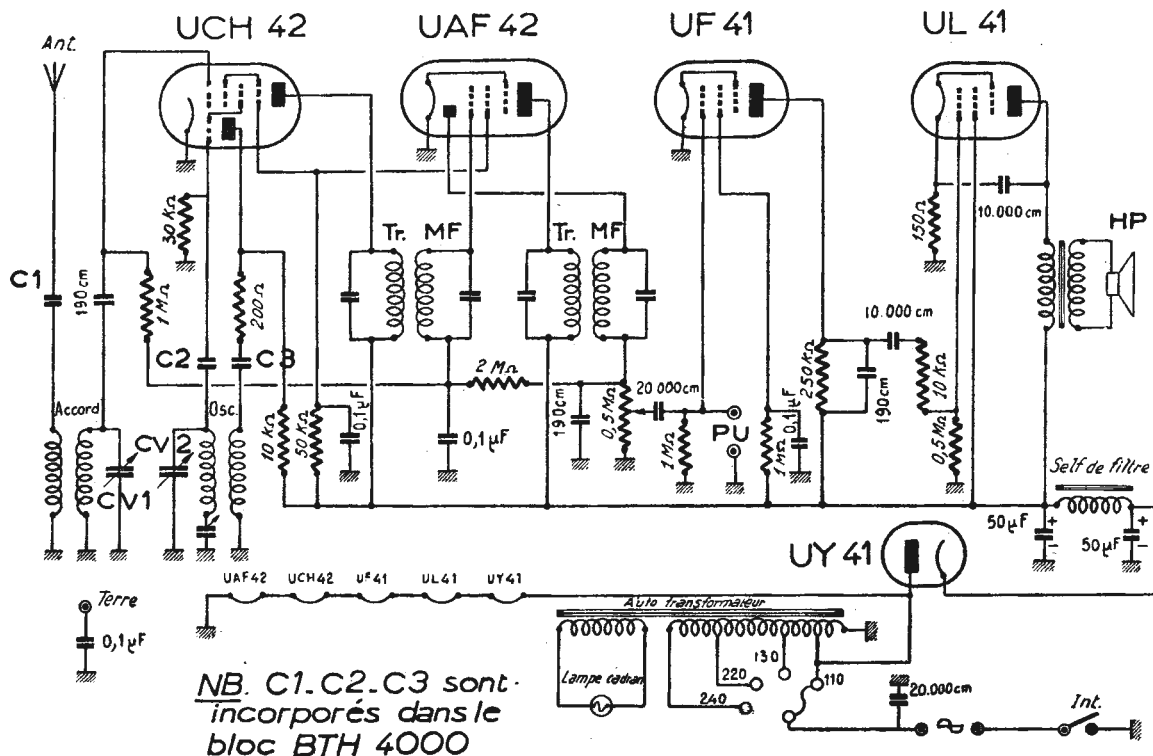 UCH 42
UAF 42
UF 41
UL 41
Ant.
30 KΩ
150Ω
10.000 cm
HP
C1
190 cm
1 MΩ
200Ω
Tr. MF
Tr. MF
C2
C3
2 MΩ
20.000 cm
250 KΩ
10.000 cm
190 cm
10 KΩ
Accord
Osc.
10 KΩ
50 KΩ
0,1 µF
0,1 µF
190 cm
0,5 MΩ
1 MΩ
PU
1 MΩ
0,1 µF
0,5 MΩ
CV1
CV2
Self de filtre
50 µF
+
−
50 µF
+
−
UY 41
UAF42
UCH42
UF41
UL41
UY41
Auto transformateur
Terre
0,1 µF
Lampe cadran
220
240
130
110
20.000 cm
Int.
NB. C1_C2_C3 sont
incorporés dans le
bloc BTH 4000